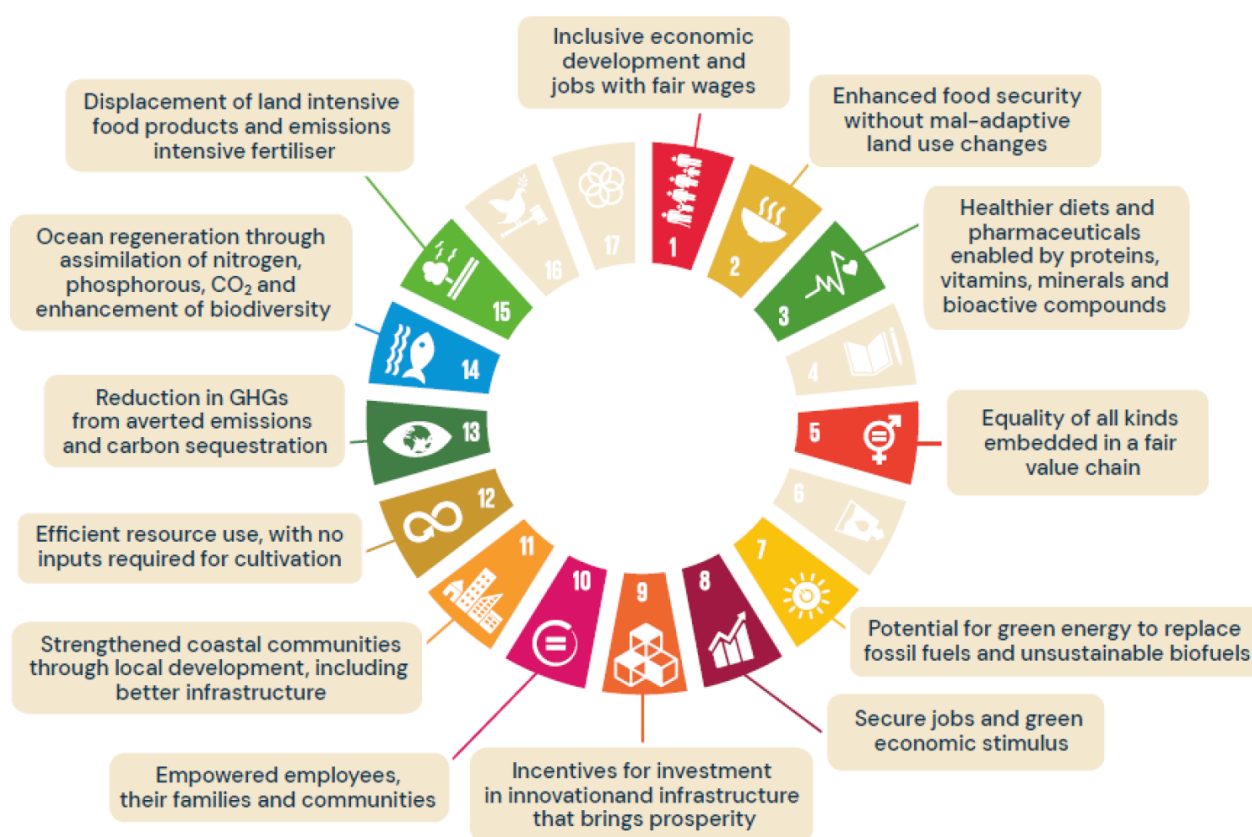 Inclusive economic
development and
jobs with fair wages
Enhanced food security
without mal-adaptive
land use changes
Healthier diets and
pharmaceuticals
enabled by proteins,
vitamins, minerals and
bioactive compounds
Equality of all kinds
embedded in a fair
value chain
Potential for green energy to replace
fossil fuels and unsustainable biofuels
Secure jobs and green
economic stimulus
Incentives for investment
in innovationand infrastructure
that brings prosperity
Empowered employees,
their families and communities
Strengthened coastal communities
through local development, including
better infrastructure
Efficient resource use, with no
inputs required for cultivation
Reduction in GHGs
from averted emissions
and carbon sequestration
Ocean regeneration through
assimilation of nitrogen,
phosphorous, CO₂ and
enhancement of biodiversity
Displacement of land intensive
food products and emissions
intensive fertiliser
1
2
3
4
5
6
7
8
9
10
11
12
13
14
15
16
17